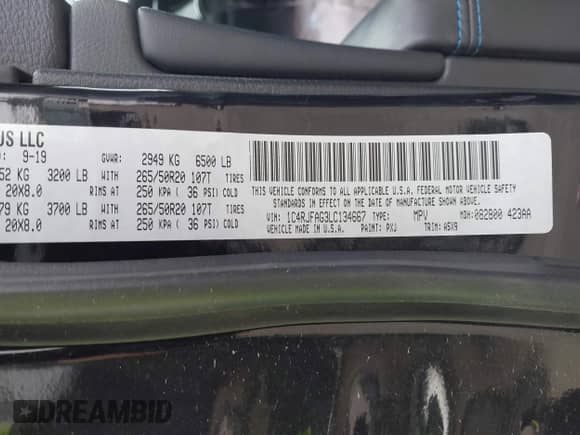 US LLC
: 9-19 GVWR: 2949 KG 6500 LB
52 KG 3200 LB WITH 265/50R20 107T TIRES
20X8.0 RIMS AT 250 KPA ( 36 PSI) COLD
79 KG 3700 LB WITH 265/50R20 107T TIRES
20X8.0 RIMS AT 250 KPA ( 36 PSI) COLD
THIS VEHICLE CONFORMS TO ALL APPLICABLE U.S.A. FEDERAL MOTOR VEHICLE SAFETY
STANDARDS IN EFFECT ON THE DATE OF MANUFACTURE SHOWN ABOVE.
VIN: 1C4RJFAG3LC134667 TYPE: MPV MDH: 082800 423AA
VEHICLE MADE IN U.S.A. PAINT: PXJ TRIM: A5X9
DREAMBID